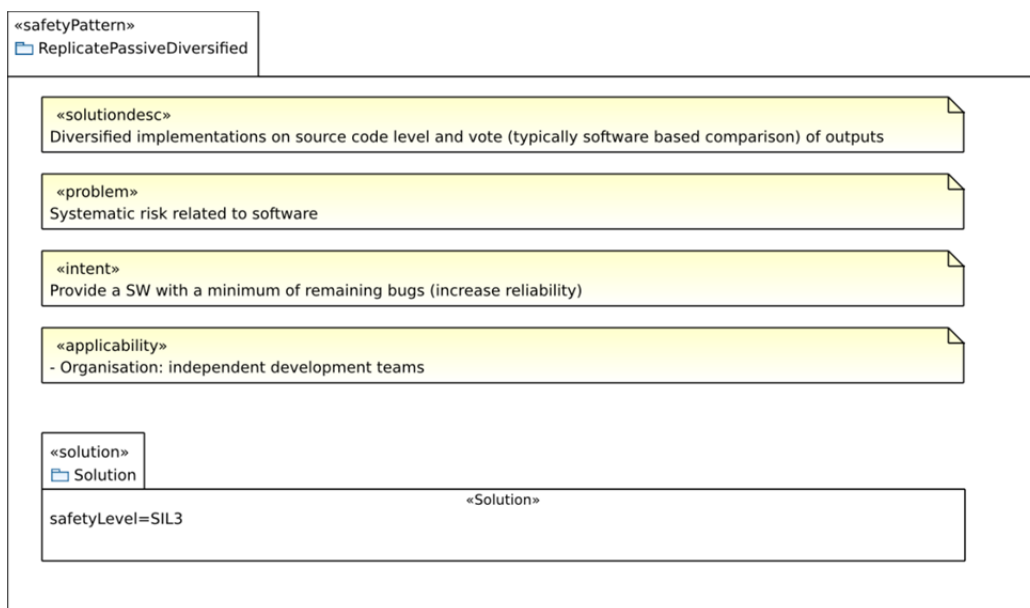 «safetyPattern»
ReplicatePassiveDiversified
«solutiondesc»
Diversified implementations on source code level and vote (typically software based comparison) of outputs
«problem»
Systematic risk related to software
«intent»
Provide a SW with a minimum of remaining bugs (increase reliability)
«applicability»
- Organisation: independent development teams
«solution»
Solution
«Solution»
safetyLevel=SIL3